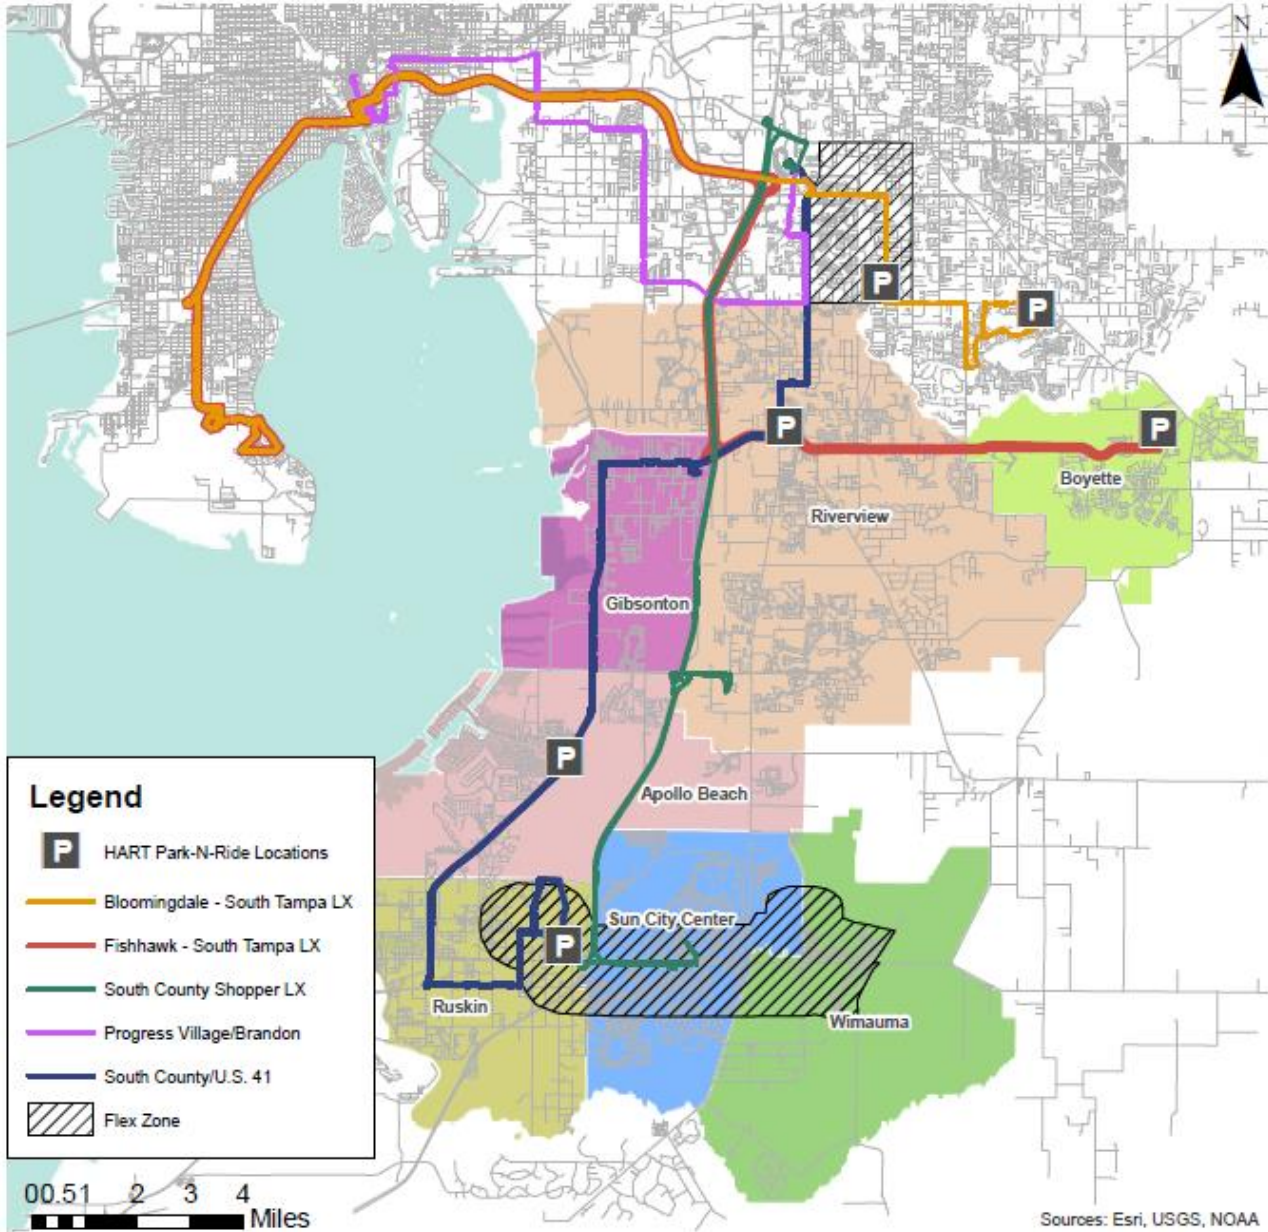 N
P
P
P
P
Boyette
Riverview
Gibsonton
P
Apollo Beach
Sun City Center
P
Ruskin
Wimauma
Legend
P HART Park-N-Ride Locations
Bloomingdale - South Tampa LX
Fishhawk - South Tampa LX
South County Shopper LX
Progress Village/Brandon
South County/U.S. 41
Flex Zone
00.51 2 3 4
Miles
Sources: Esri, USGS, NOAA